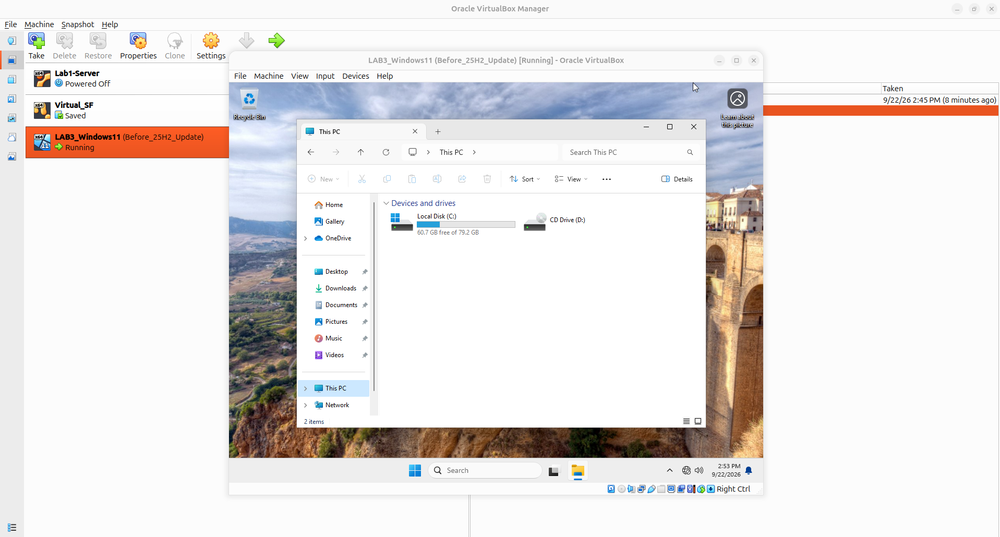 Oracle VirtualBox Manager
File Machine Snapshot Help
Take Delete Restore Properties Clone Settings
Lab1-Server
Powered Off
Virtual_SF
Saved
LAB3_Windows11 (Before_25H2_Update)
Running
Taken
9/22/26 2:45 PM (8 minutes ago)
LAB3_Windows11 (Before_25H2_Update) [Running] - Oracle VirtualBox
File Machine View Input Devices Help
Recycle Bin
Learn about
this picture
This PC
This PC
Search This PC
New
Sort
View
Details
Home
Gallery
OneDrive
Desktop
Downloads
Documents
Pictures
Music
Videos
This PC
Network
Devices and drives
Local Disk (C:)
60.7 GB free of 79.2 GB
CD Drive (D:)
2 items
Search
2:53 PM
9/22/2026
Right Ctrl